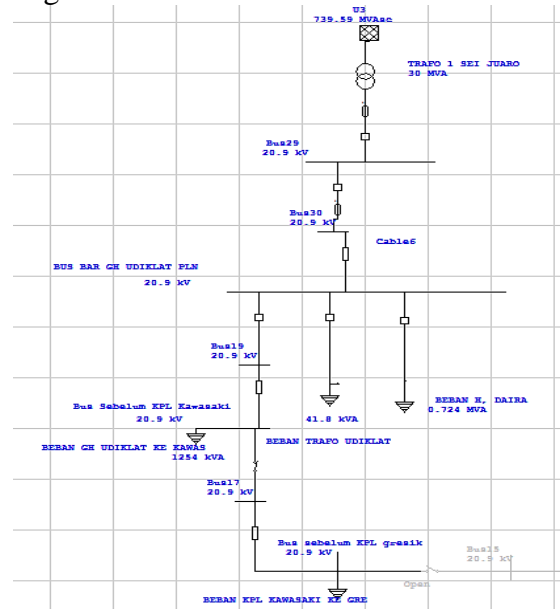 U3
739.59 MVAsc
TRAFO 1 SEI JUARO
30 MVA
Bus29
20.9 kV
Bus30
20.9 kV
Cable6
BUS BAR GH UDIKLAT PLN
20.9 kV
Bus19
20.9 kV
Bus Sebelum KPL Kawasaki
20.9 kV
41.8 kVA
BEBAN H, DAIRA
0.724 MVA
BEBAN GH UDIKLAT KE KAWAS
1254 kVA
BEBAN TRAFO UDIKLAT
Bus17
20.9 kV
Bus sebelum KPL gresik
20.9 kV
Bus15
20.9 kV
Open
BEBAN KPL KAWASAKI KE GRE